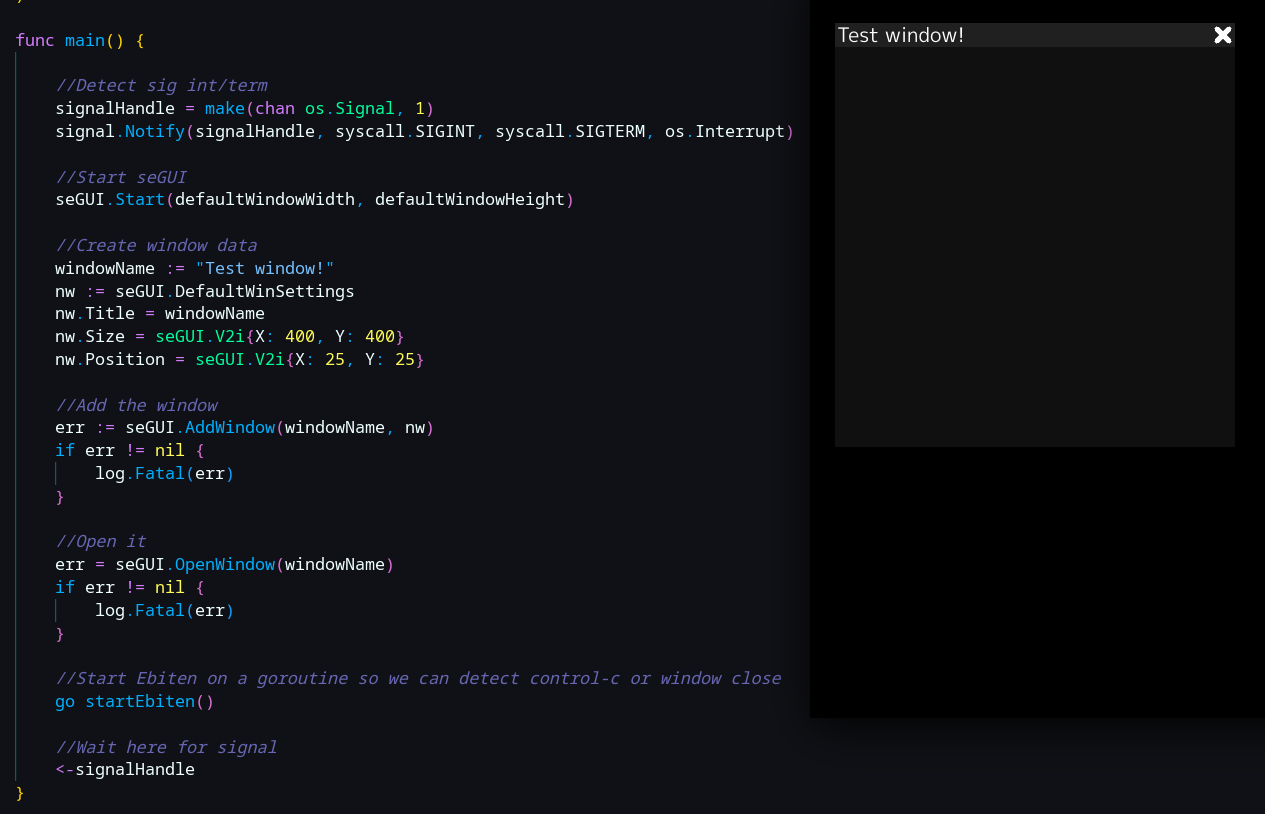 }
func main() {
//Detect sig int/term
signalHandle = make(chan os.Signal, 1)
signal.Notify(signalHandle, syscall.SIGINT, syscall.SIGTERM, os.Interrupt)
//Start seGUI
seGUI.Start(defaultWindowWidth, defaultWindowHeight)
//Create window data
windowName := "Test window!"
nw := seGUI.DefaultWinSettings
nw.Title = windowName
nw.Size = seGUI.V2i{X: 400, Y: 400}
nw.Position = seGUI.V2i{X: 25, Y: 25}
//Add the window
err := seGUI.AddWindow(windowName, nw)
if err != nil {
log.Fatal(err)
}
//Open it
err = seGUI.OpenWindow(windowName)
if err != nil {
log.Fatal(err)
}
//Start Ebiten on a goroutine so we can detect control-c or window close
go startEbiten()
//Wait here for signal
<-signalHandle
}
Test window!